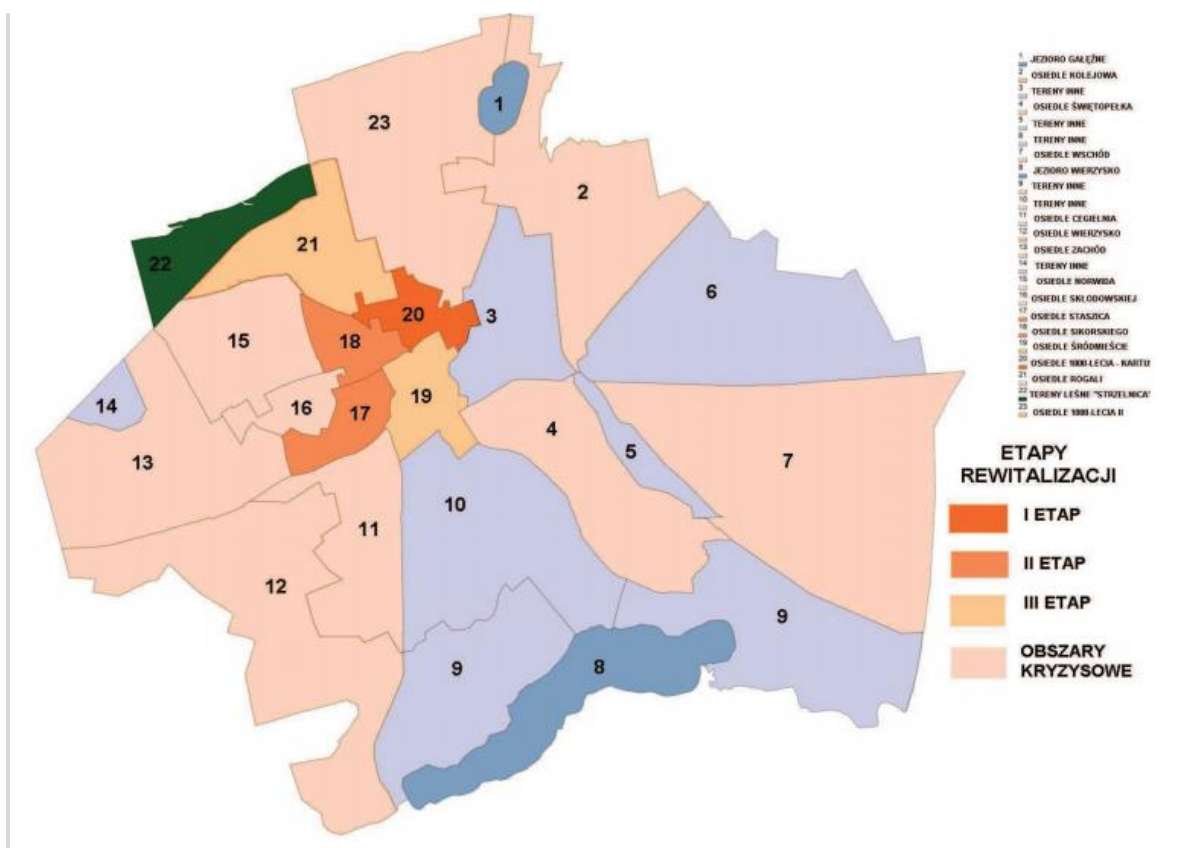 1
23
2
21
22
6
20
3
18
15
19
16
17
14
4
13
5
7
10
11
12
9
9
8
1 JEZIORO GAŁĘŹNE
2 OSIEDLE KOLEJOWA
3 TERENY INNE
4 OSIEDLE ŚWIĘTOPEŁKA
5 TERENY INNE
6 TERENY INNE
7 OSIEDLE WSCHÓD
8 JEZIORO WIERZYSKO
9 TERENY INNE
10 TERENY INNE
11 OSIEDLE CEGIELNIA
12 OSIEDLE WIERZYSKO
13 OSIEDLE ZACHÓD
14 TERENY INNE
15 OSIEDLE NORWIDA
16 OSIEDLE SKŁODOWSKIEJ
17 OSIEDLE STASZICA
18 OSIEDLE SIKORSKIEGO
19 OSIEDLE ŚRÓDMIEŚCIE
20 OSIEDLE 1000-LECIA - KARTU
21 OSIEDLE ROGALI
22 TERENY LEŚNE "STRZELNICA"
23 OSIEDLE 1000-LECIA II
ETAPY
REWITALIZACJI
I ETAP
II ETAP
III ETAP
OBSZARY
KRYZYSOWE